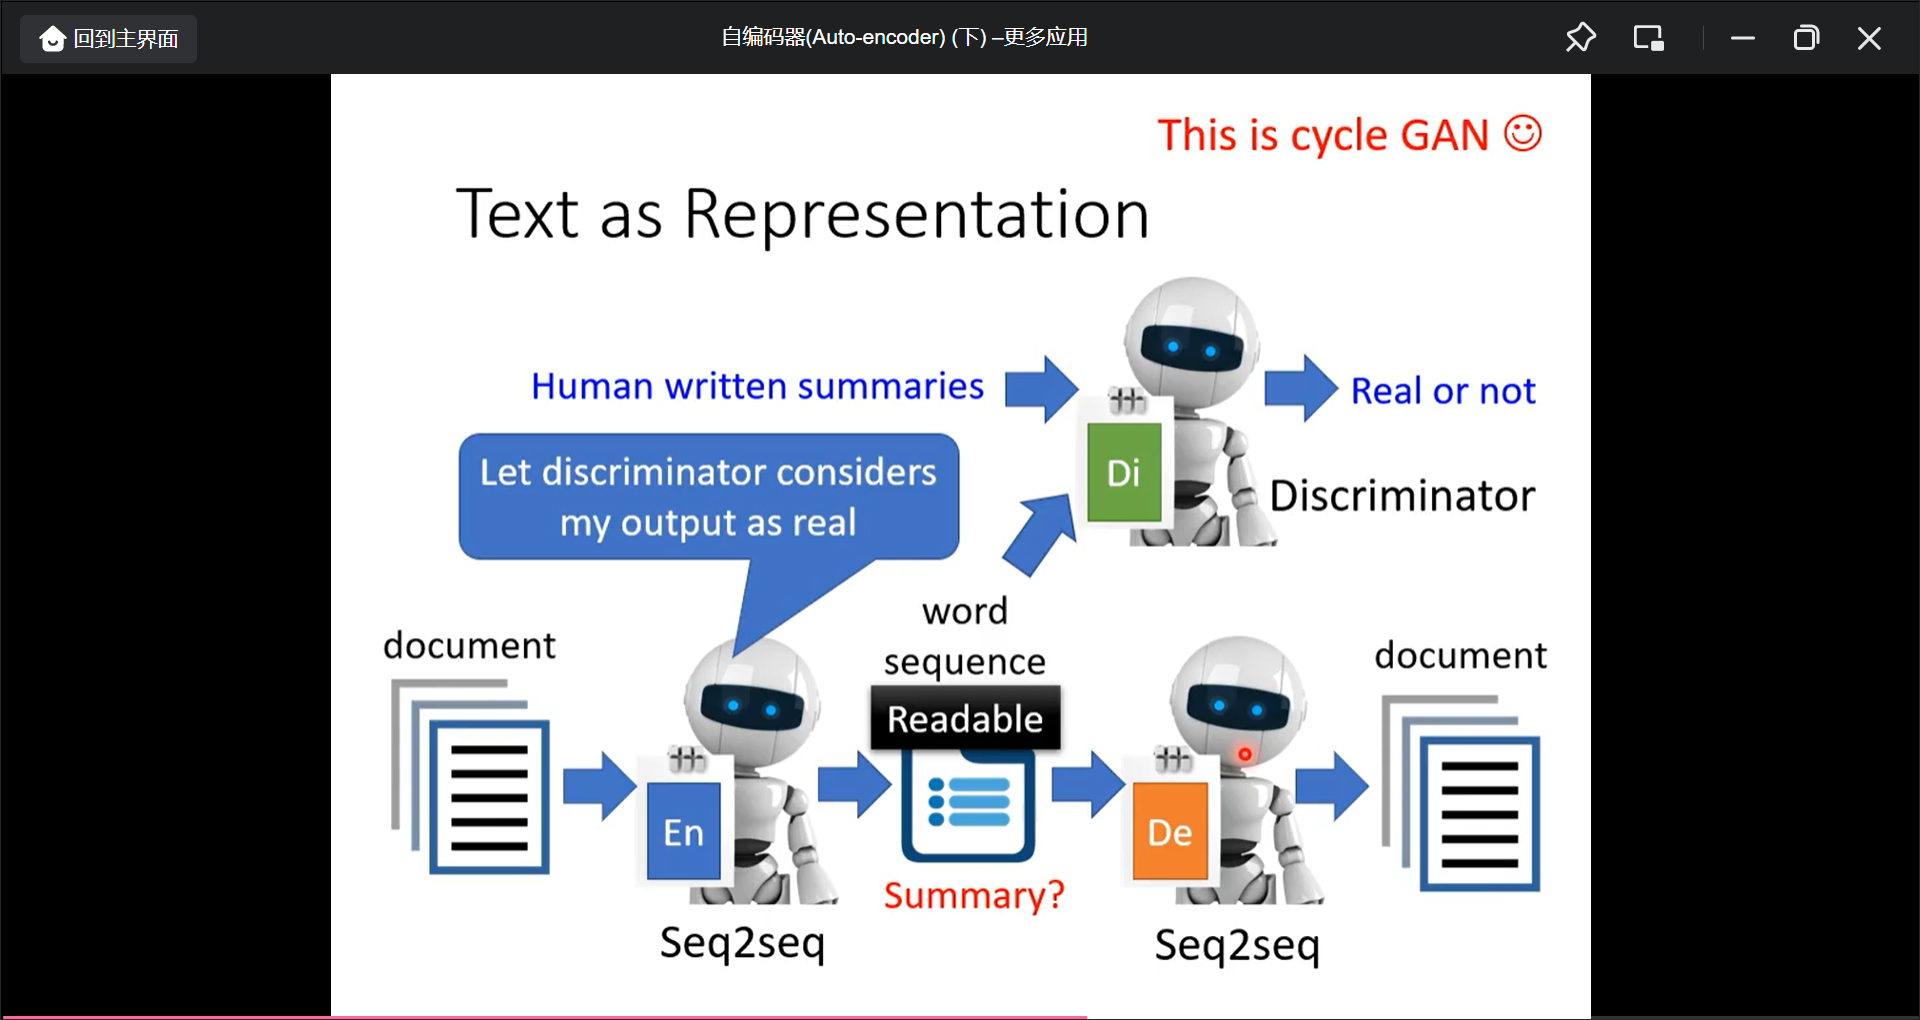 回到主界面
自编码器(Auto-encoder) (下) –更多应用
This is cycle GAN ☺
Text as Representation
Human written summaries
Real or not
Let discriminator considers
my output as real
Di
Discriminator
word
sequence
document
document
Readable
En
De
Summary?
Seq2seq
Seq2seq